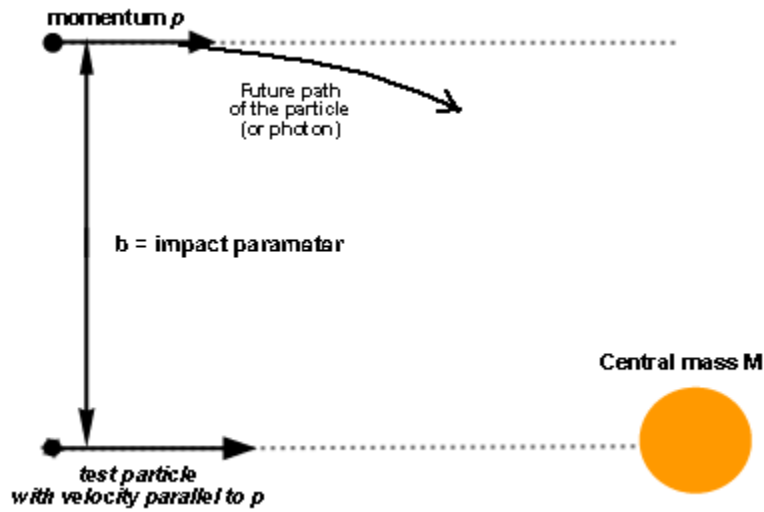 momentum p
Future path
of the particle
(or photon)
b = impact parameter
Central mass M
test particle
with velocity parallel to p